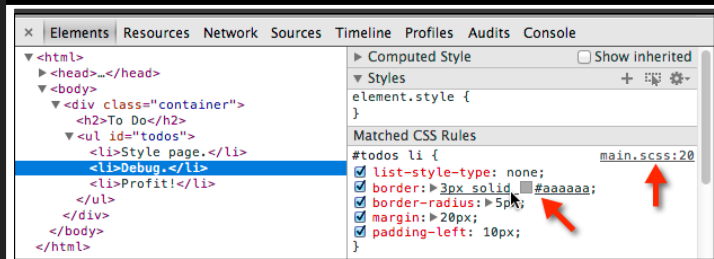 × Elements Resources Network Sources Timeline Profiles Audits Console
▼<html>
▶<head>…</head>
▼<body>
▼<div class="container">
<h2>To Do</h2>
▼<ul id="todos">
<li>Style page.</li>
<li>Debug.</li>
<li>Profit!</li>
</ul>
</div>
</body>
</html>
▶ Computed Style Show inherited
▼ Styles
element.style {
}
Matched CSS Rules
#todos li { main.scss:20
list-style-type: none;
border:▶3px solid #aaaaaa;
border-radius:▶5px;
margin:▶20px;
padding-left: 10px;
}